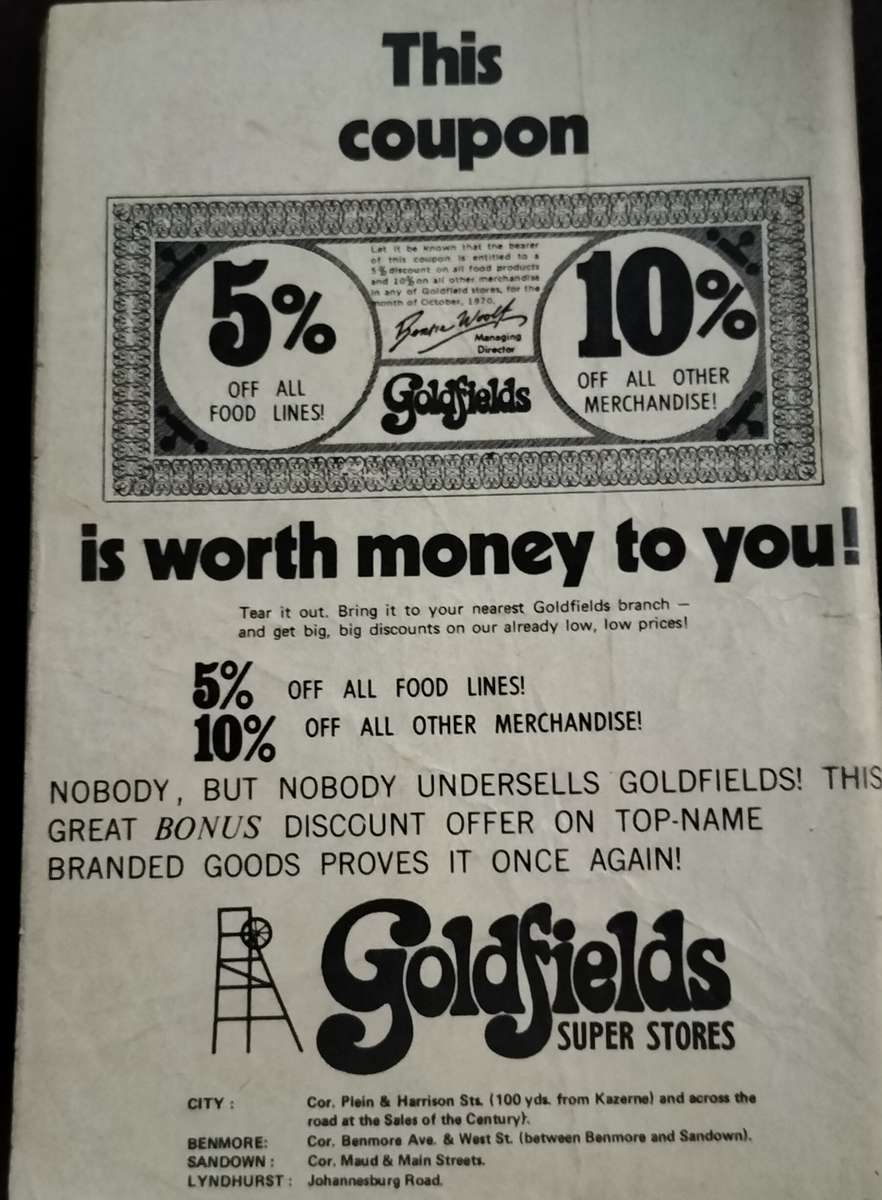 This
coupon
5%
OFF ALL
FOOD LINES!
Let it be known that the bearer
of this coupon is entitled to a
5% discount on all food products
and 10% on all other merchandise
in any of Goldfield stores, for the
month of October, 1970.
Woolf
Managing
Director
Goldfields
10%
OFF ALL OTHER
MERCHANDISE!
is worth money to you!
Tear it out. Bring it to your nearest Goldfields branch —
and get big, big discounts on our already low, low prices!
5% OFF ALL FOOD LINES!
10% OFF ALL OTHER MERCHANDISE!
NOBODY, BUT NOBODY UNDERSELLS GOLDFIELDS! THIS
GREAT BONUS DISCOUNT OFFER ON TOP-NAME
BRANDED GOODS PROVES IT ONCE AGAIN!
Goldfields
SUPER STORES
CITY : Cor. Plein & Harrison Sts. (100 yds. from Kazerne) and across the
road at the Sales of the Century).
BENMORE: Cor. Benmore Ave. & West St. (between Benmore and Sandown).
SANDOWN : Cor. Maud & Main Streets.
LYNDHURST : Johannesburg Road.